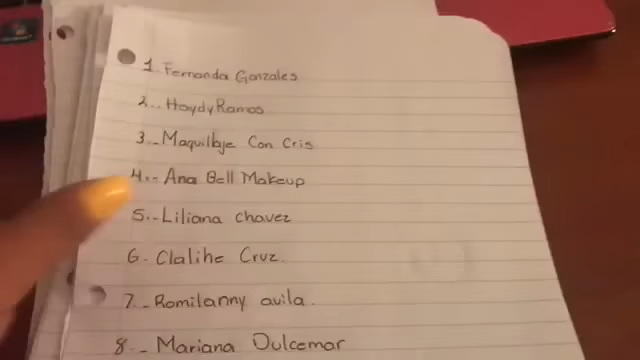 1 Fernanda Gonzales
2.. Haydy Ramos
3.. Maquillaje Con Cris
4.- Ana Bell Makeup
5.- Liliana chavez
6- Clalihe Cruz.
7.- Romilanny avila.
8.- Mariana Dulcemar